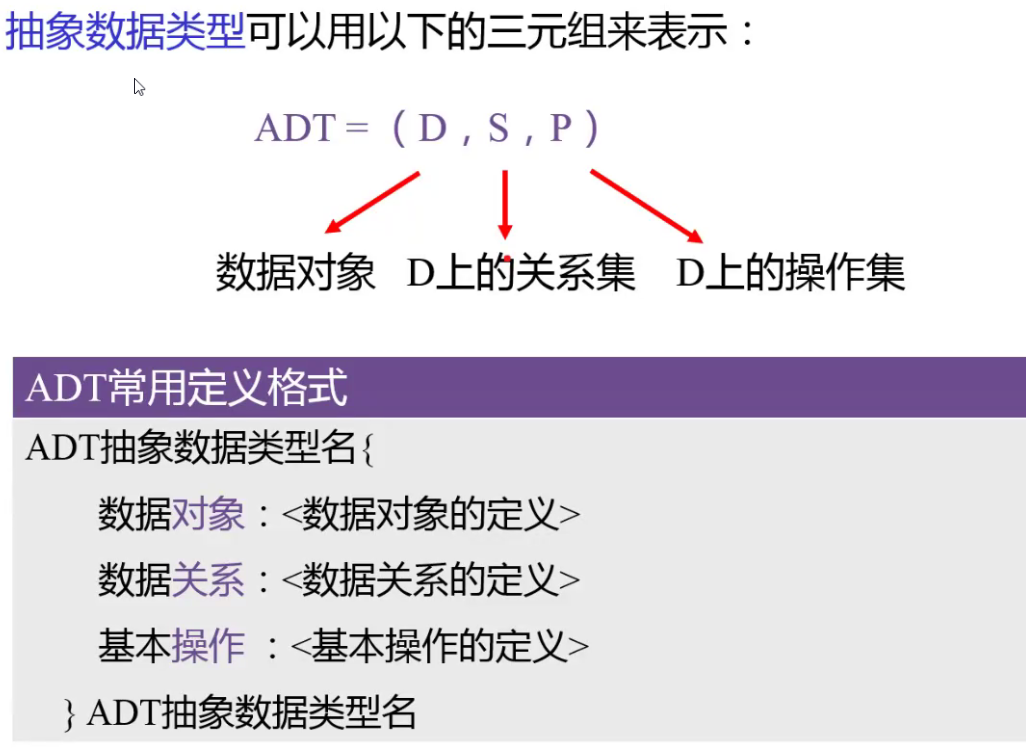 抽象数据类型可以用以下的三元组来表示：
ADT =（D，S，P）
数据对象 D上的关系集 D上的操作集
ADT常用定义格式
ADT抽象数据类型名{
数据对象：<数据对象的定义>
数据关系：<数据关系的定义>
基本操作 ：<基本操作的定义>
} ADT抽象数据类型名